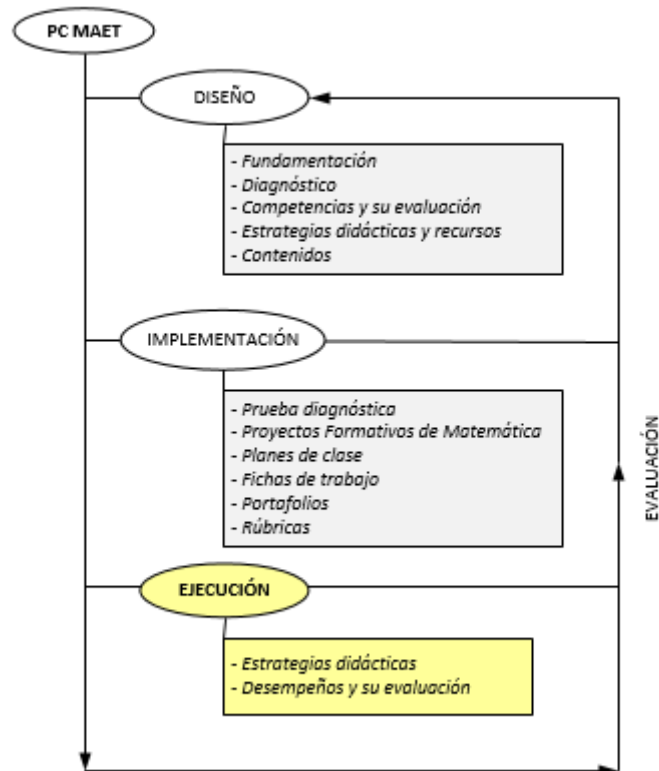 PC MAET
DISEÑO
- Fundamentación
- Diagnóstico
- Competencias y su evaluación
- Estrategias didácticas y recursos
- Contenidos
IMPLEMENTACIÓN
- Prueba diagnóstica
- Proyectos Formativos de Matemática
- Planes de clase
- Fichas de trabajo
- Portafolios
- Rúbricas
EVALUACIÓN
EJECUCIÓN
- Estrategias didácticas
- Desempeños y su evaluación